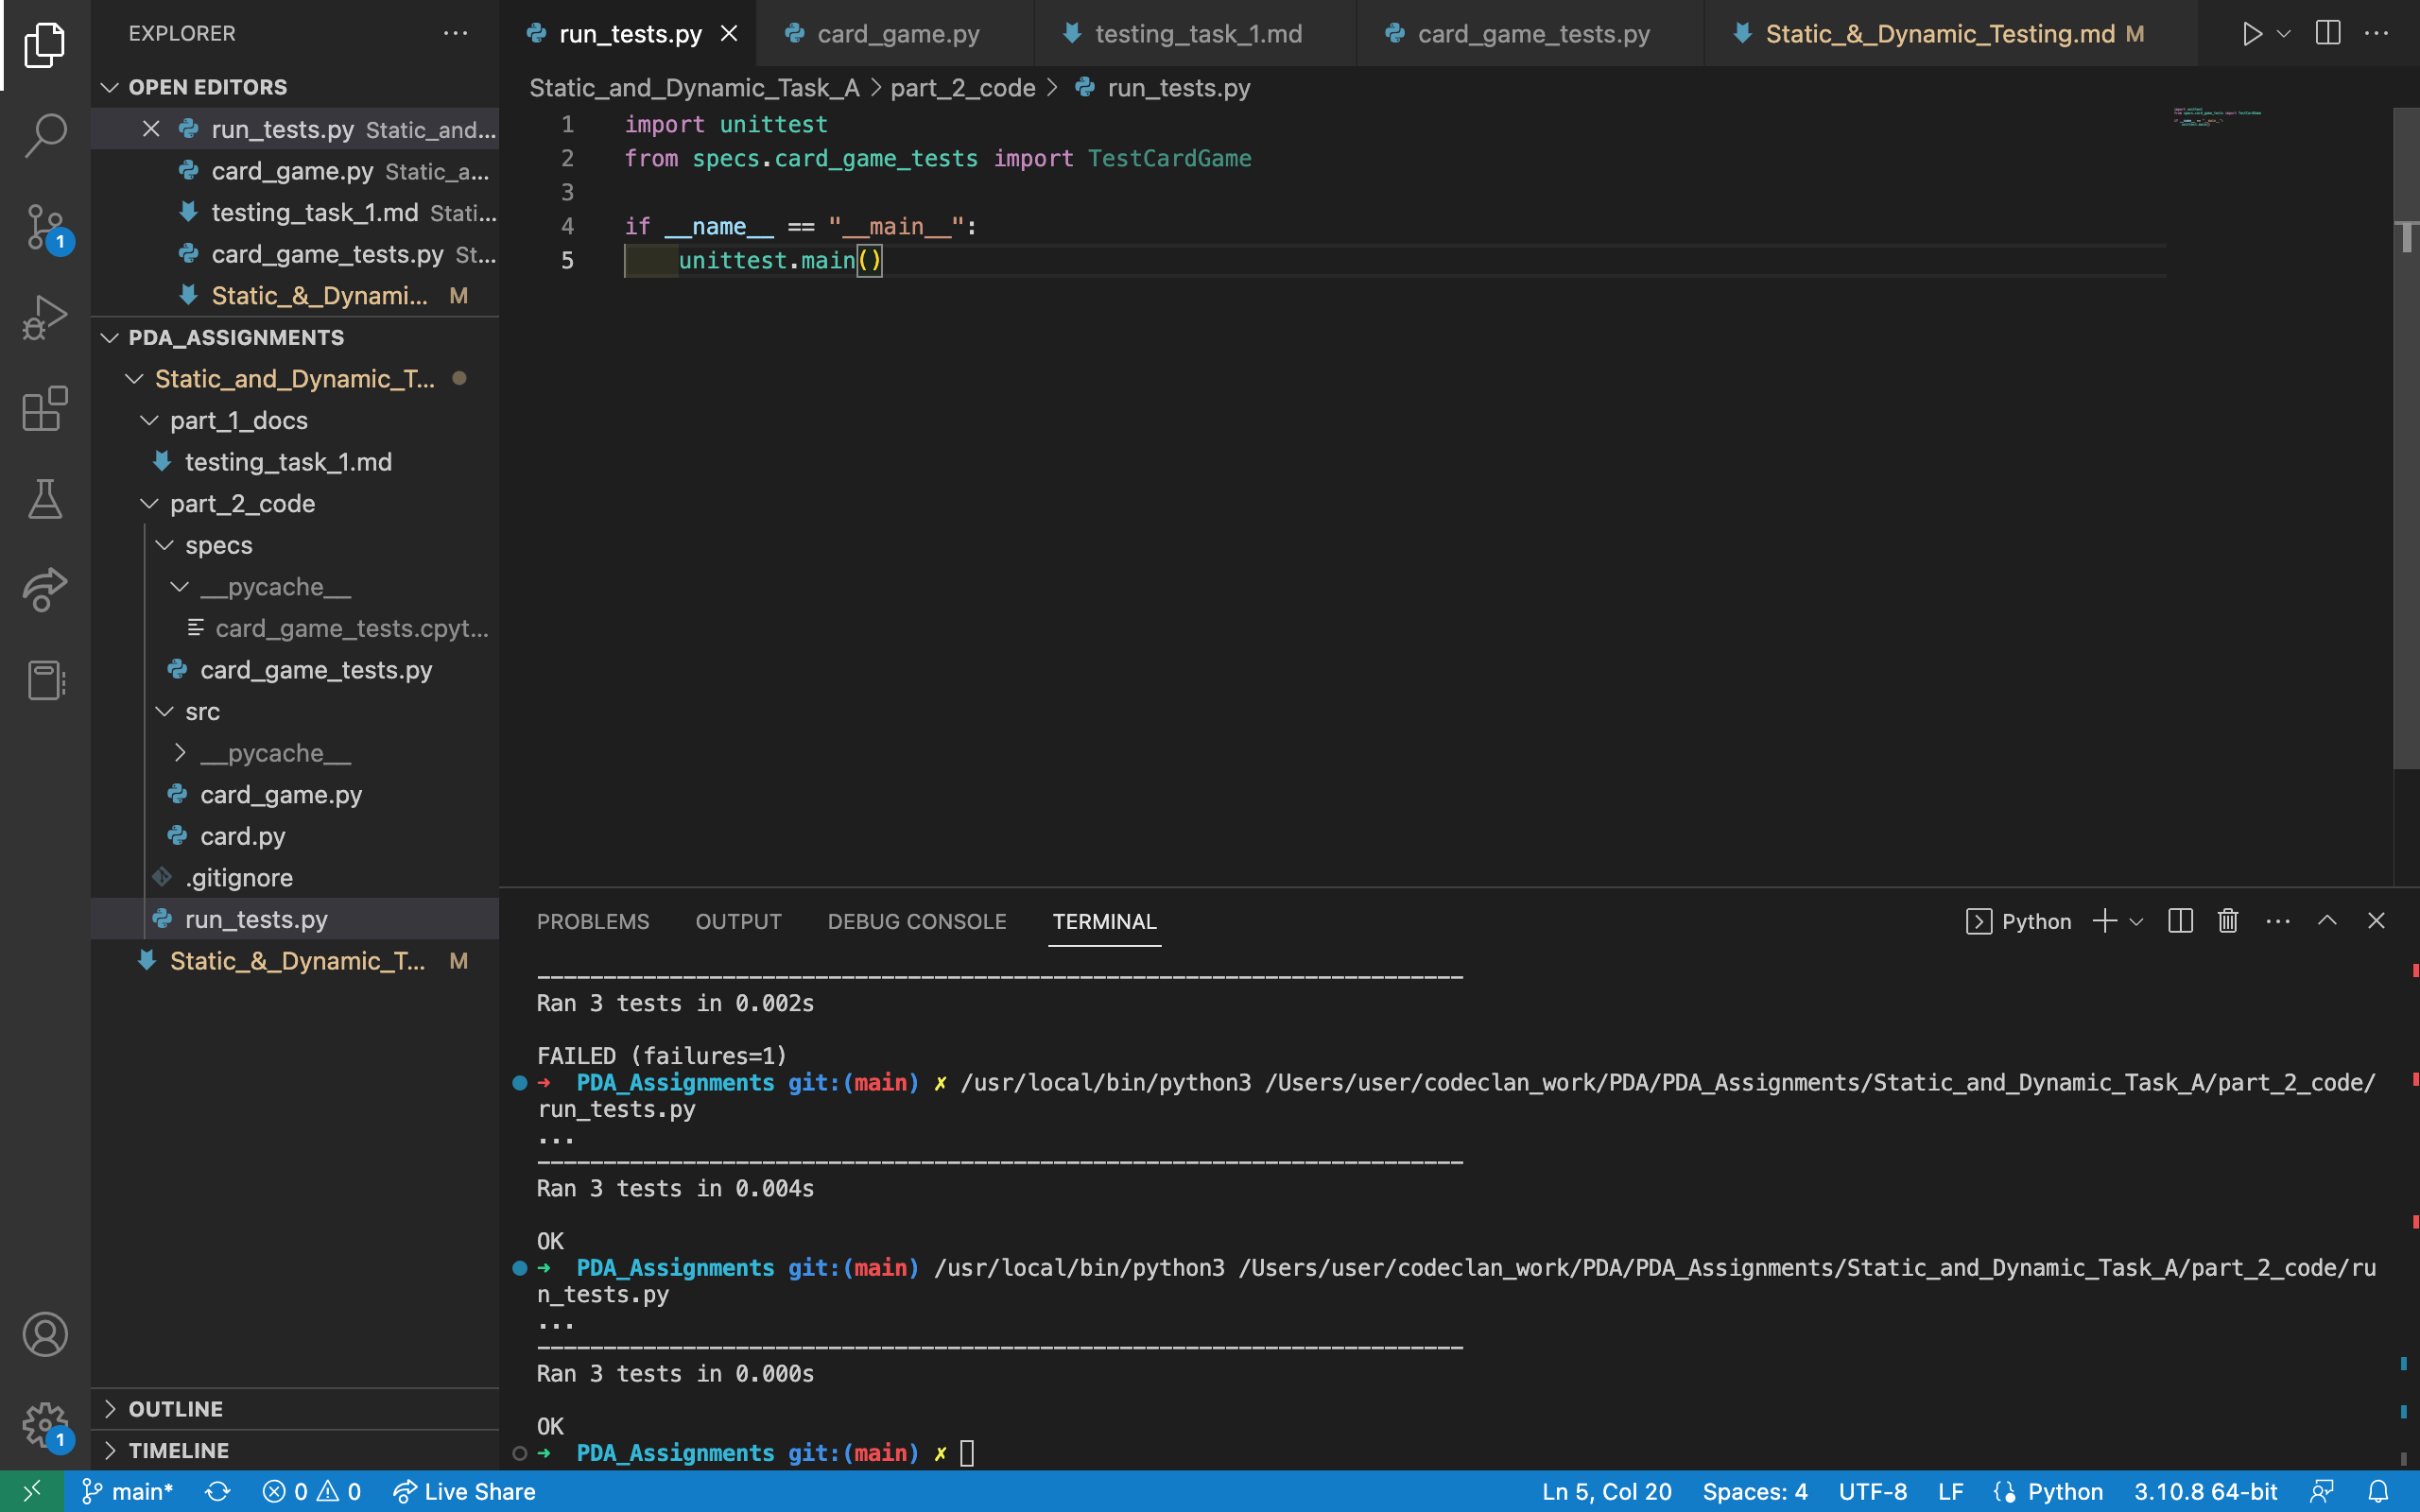 EXPLORER
OPEN EDITORS
run_tests.py Static_and...
card_game.py Static_a...
testing_task_1.md Stati...
card_game_tests.py St...
Static_&_Dynami... M
PDA_ASSIGNMENTS
Static_and_Dynamic_T...
part_1_docs
testing_task_1.md
part_2_code
specs
__pycache__
card_game_tests.cpyt...
card_game_tests.py
src
__pycache__
card_game.py
card.py
.gitignore
run_tests.py
Static_&_Dynamic_T... M
OUTLINE
TIMELINE
1
1
run_tests.py card_game.py testing_task_1.md card_game_tests.py Static_&_Dynamic_Testing.md M
Static_and_Dynamic_Task_A > part_2_code > run_tests.py
1 import unittest
2 from specs.card_game_tests import TestCardGame
3
4 if __name__ == "__main__":
5 unittest.main()
PROBLEMS OUTPUT DEBUG CONSOLE TERMINAL Python
----------------------------------------------------------------------
Ran 3 tests in 0.002s
FAILED (failures=1)
➜ PDA_Assignments git:(main) ✗ /usr/local/bin/python3 /Users/user/codeclan_work/PDA/PDA_Assignments/Static_and_Dynamic_Task_A/part_2_code/
run_tests.py
...
----------------------------------------------------------------------
Ran 3 tests in 0.004s
OK
➜ PDA_Assignments git:(main) /usr/local/bin/python3 /Users/user/codeclan_work/PDA/PDA_Assignments/Static_and_Dynamic_Task_A/part_2_code/ru
n_tests.py
...
----------------------------------------------------------------------
Ran 3 tests in 0.000s
OK
➜ PDA_Assignments git:(main) ✗
main* 0 0 Live Share Ln 5, Col 20 Spaces: 4 UTF-8 LF Python 3.10.8 64-bit